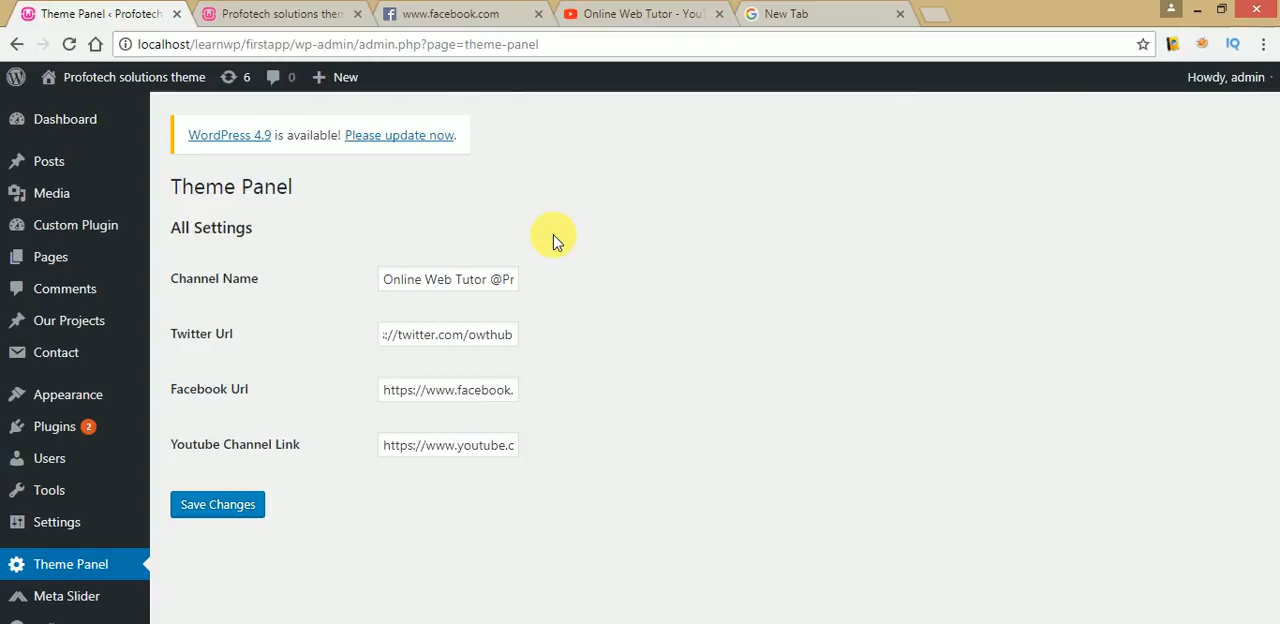 Theme Panel ‹ Profotech
Profotech solutions them
www.facebook.com
Online Web Tutor - YouT
New Tab
localhost/learnwp/firstapp/wp-admin/admin.php?page=theme-panel
IQ
Profotech solutions theme
6
0
New
Howdy, admin
Dashboard
Posts
Media
Custom Plugin
Pages
Comments
Our Projects
Contact
Appearance
Plugins 2
Users
Tools
Settings
Theme Panel
Meta Slider
WordPress 4.9 is available! Please update now.
Theme Panel
All Settings
Channel Name
Online Web Tutor @Pr
Twitter Url
://twitter.com/owthub
Facebook Url
https://www.facebook.
Youtube Channel Link
https://www.youtube.c
Save Changes